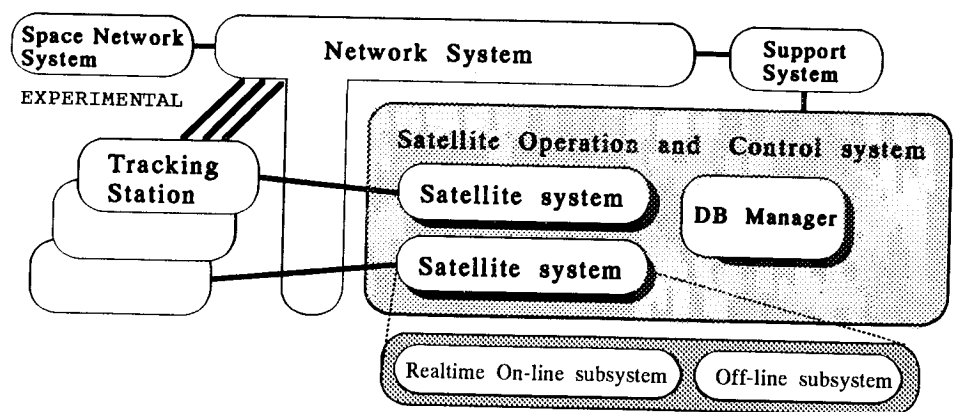 Space Network
System
Network System
Support
System
EXPERIMENTAL
Satellite Operation and Control system
Tracking
Station
Satellite system
DB Manager
Satellite system
Realtime On-line subsystem
Off-line subsystem